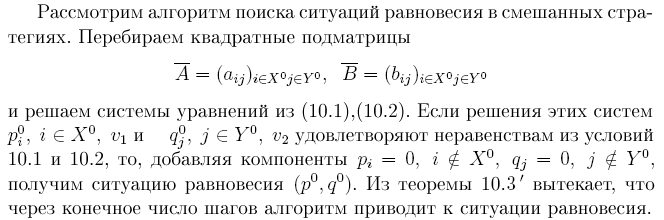 Рассмотрим алгоритм поиска ситуаций равновесия в смешанных стра-
тегиях. Перебираем квадратные подматрицы
$\overline{A} = (a_{ij})_{i \in X^0 j \in Y^0}, \ \overline{B} = (b_{ij})_{i \in X^0 j \in Y^0}$
и решаем системы уравнений из (10.1),(10.2). Если решения этих систем
$p_i^0, \ i \in X^0, \ v_1$ и $q_j^0, \ j \in Y^0, \ v_2$ удовлетворяют неравенствам из условий
10.1 и 10.2, то, добавляя компоненты $p_i = 0, \ i \notin X^0, \ q_j = 0, \ j \notin Y^0,$
получим ситуацию равновесия $(p^0, q^0)$. Из теоремы 10.3 ′ вытекает, что
через конечное число шагов алгоритм приводит к ситуации равновесия.